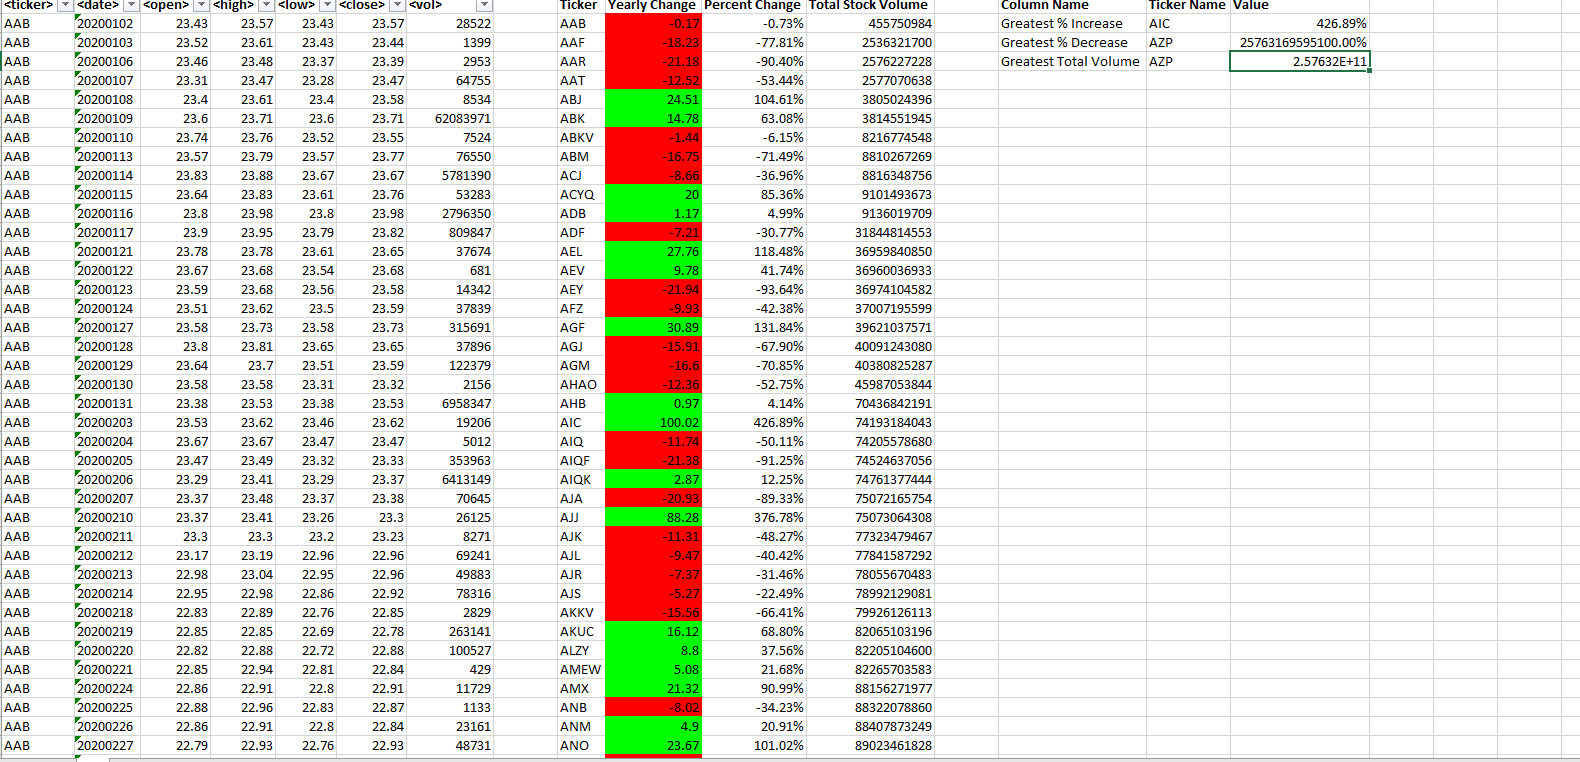 <ticker> <date> <open> <high> <low> <close> <vol> Ticker Yearly Change Percent Change Total Stock Volume Column Name Ticker Name Value
AAB 20200102 23.43 23.57 23.43 23.57 28522 AAB -0.17 -0.73% 455750984 Greatest % Increase AIC 426.89%
AAB 20200103 23.52 23.61 23.43 23.44 1399 AAF -18.23 -77.81% 2536321700 Greatest % Decrease AZP 25763169595100.00%
AAB 20200106 23.46 23.48 23.37 23.39 2953 AAR -21.18 -90.40% 2576227228 Greatest Total Volume AZP 2.57632E+11
AAB 20200107 23.31 23.47 23.28 23.47 64755 AAT -12.52 -53.44% 2577070638
AAB 20200108 23.4 23.61 23.4 23.58 8534 ABJ 24.51 104.61% 3805024396
AAB 20200109 23.6 23.71 23.6 23.71 62083971 ABK 14.78 63.08% 3814551945
AAB 20200110 23.74 23.76 23.52 23.55 7524 ABKV -1.44 -6.15% 8216774548
AAB 20200113 23.57 23.79 23.57 23.77 76550 ABM -16.75 -71.49% 8810267269
AAB 20200114 23.83 23.88 23.67 23.67 5781390 ACJ -8.66 -36.96% 8816348756
AAB 20200115 23.64 23.83 23.61 23.76 53283 ACYQ 20 85.36% 9101493673
AAB 20200116 23.8 23.98 23.8 23.98 2796350 ADB 1.17 4.99% 9136019709
AAB 20200117 23.9 23.95 23.79 23.82 809847 ADF -7.21 -30.77% 31844814553
AAB 20200121 23.78 23.78 23.61 23.65 37674 AEL 27.76 118.48% 36959840850
AAB 20200122 23.67 23.68 23.54 23.68 681 AEV 9.78 41.74% 36960036933
AAB 20200123 23.59 23.68 23.56 23.58 14342 AEY -21.94 -93.64% 36974104582
AAB 20200124 23.51 23.62 23.5 23.59 37839 AFZ -9.93 -42.38% 37007195599
AAB 20200127 23.58 23.73 23.58 23.73 315691 AGF 30.89 131.84% 39621037571
AAB 20200128 23.8 23.81 23.65 23.65 37896 AGJ -15.91 -67.90% 40091243080
AAB 20200129 23.64 23.7 23.51 23.59 122379 AGM -16.6 -70.85% 40380825287
AAB 20200130 23.58 23.58 23.31 23.32 2156 AHAO -12.36 -52.75% 45987053844
AAB 20200131 23.38 23.53 23.38 23.53 6958347 AHB 0.97 4.14% 70436842191
AAB 20200203 23.53 23.62 23.46 23.62 19206 AIC 100.02 426.89% 74193184043
AAB 20200204 23.67 23.67 23.47 23.47 5012 AIQ -11.74 -50.11% 74205578680
AAB 20200205 23.47 23.49 23.32 23.33 353963 AIQF -21.38 -91.25% 74524637056
AAB 20200206 23.29 23.41 23.29 23.37 6413149 AIQK 2.87 12.25% 74761377444
AAB 20200207 23.37 23.48 23.37 23.38 70645 AJA -20.93 -89.33% 75072165754
AAB 20200210 23.37 23.41 23.26 23.3 26125 AJJ 88.28 376.78% 75073064308
AAB 20200211 23.3 23.3 23.2 23.23 8271 AJK -11.31 -48.27% 77323479467
AAB 20200212 23.17 23.19 22.96 22.96 69241 AJL -9.47 -40.42% 77841587292
AAB 20200213 22.98 23.04 22.95 22.96 49883 AJR -7.37 -31.46% 78055670483
AAB 20200214 22.95 22.98 22.86 22.92 78316 AJS -5.27 -22.49% 78992129081
AAB 20200218 22.83 22.89 22.76 22.85 2829 AKKV -15.56 -66.41% 79926126113
AAB 20200219 22.85 22.85 22.69 22.78 263141 AKUC 16.12 68.80% 82065103196
AAB 20200220 22.82 22.88 22.72 22.88 100527 ALZY 8.8 37.56% 82205104600
AAB 20200221 22.85 22.94 22.81 22.84 429 AMEW 5.08 21.68% 82265703583
AAB 20200224 22.86 22.91 22.8 22.91 11729 AMX 21.32 90.99% 88156271977
AAB 20200225 22.88 22.96 22.83 22.87 1133 ANB -8.02 -34.23% 88322078860
AAB 20200226 22.86 22.91 22.8 22.84 23161 ANM 4.9 20.91% 88407873249
AAB 20200227 22.79 22.93 22.76 22.93 48731 ANO 23.67 101.02% 89023461828